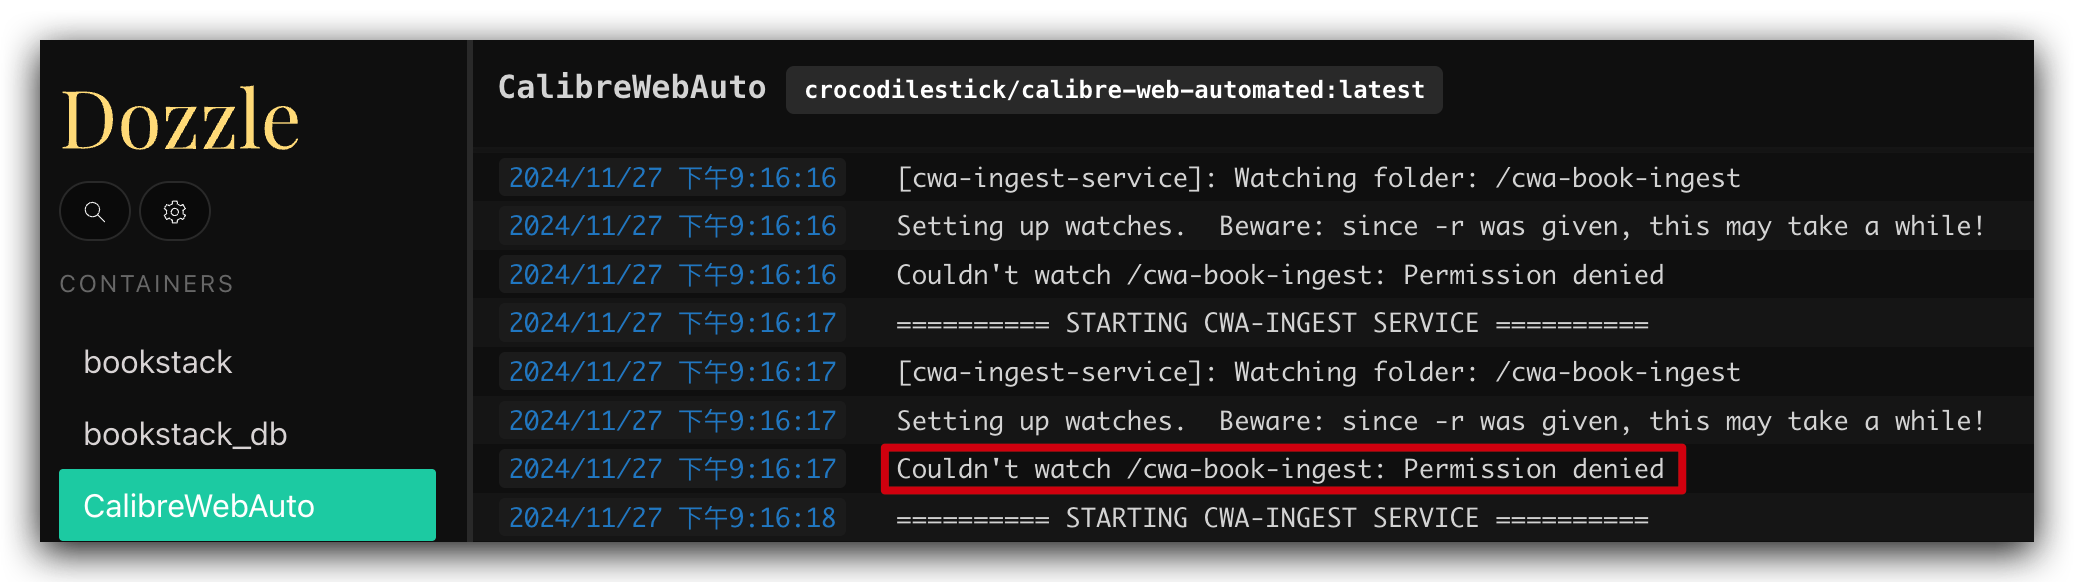 Dozzle
CONTAINERS
bookstack
bookstack_db
CalibreWebAuto
CalibreWebAuto crocodilestick/calibre-web-automated:latest
2024/11/27 下午9:16:16 [cwa-ingest-service]: Watching folder: /cwa-book-ingest
2024/11/27 下午9:16:16 Setting up watches.  Beware: since -r was given, this may take a while!
2024/11/27 下午9:16:16 Couldn't watch /cwa-book-ingest: Permission denied
2024/11/27 下午9:16:17 ========== STARTING CWA-INGEST SERVICE ==========
2024/11/27 下午9:16:17 [cwa-ingest-service]: Watching folder: /cwa-book-ingest
2024/11/27 下午9:16:17 Setting up watches.  Beware: since -r was given, this may take a while!
2024/11/27 下午9:16:17 Couldn't watch /cwa-book-ingest: Permission denied
2024/11/27 下午9:16:18 ========== STARTING CWA-INGEST SERVICE ==========